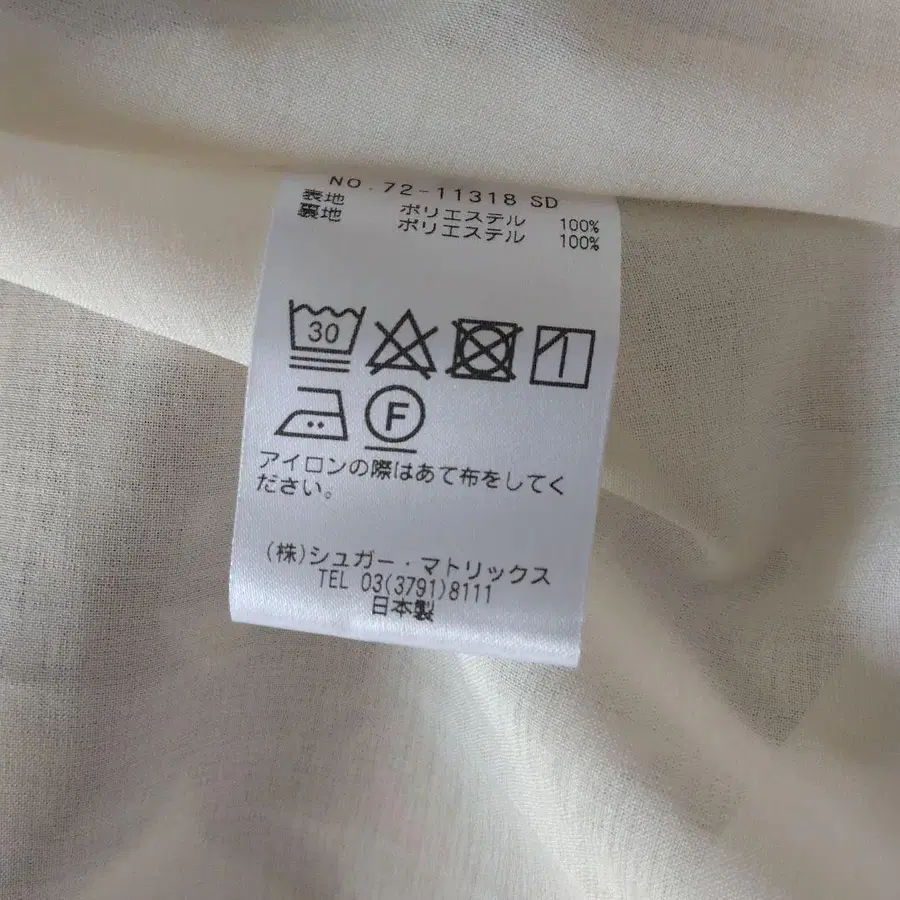 NO.72-11318 SD
表地 ポリエステル 100%
裏地 ポリエステル 100%
30
F
アイロンの際はあて布をしてく
ださい。
(株)シュガー・マトリックス
TEL 03(3791)8111
日本製